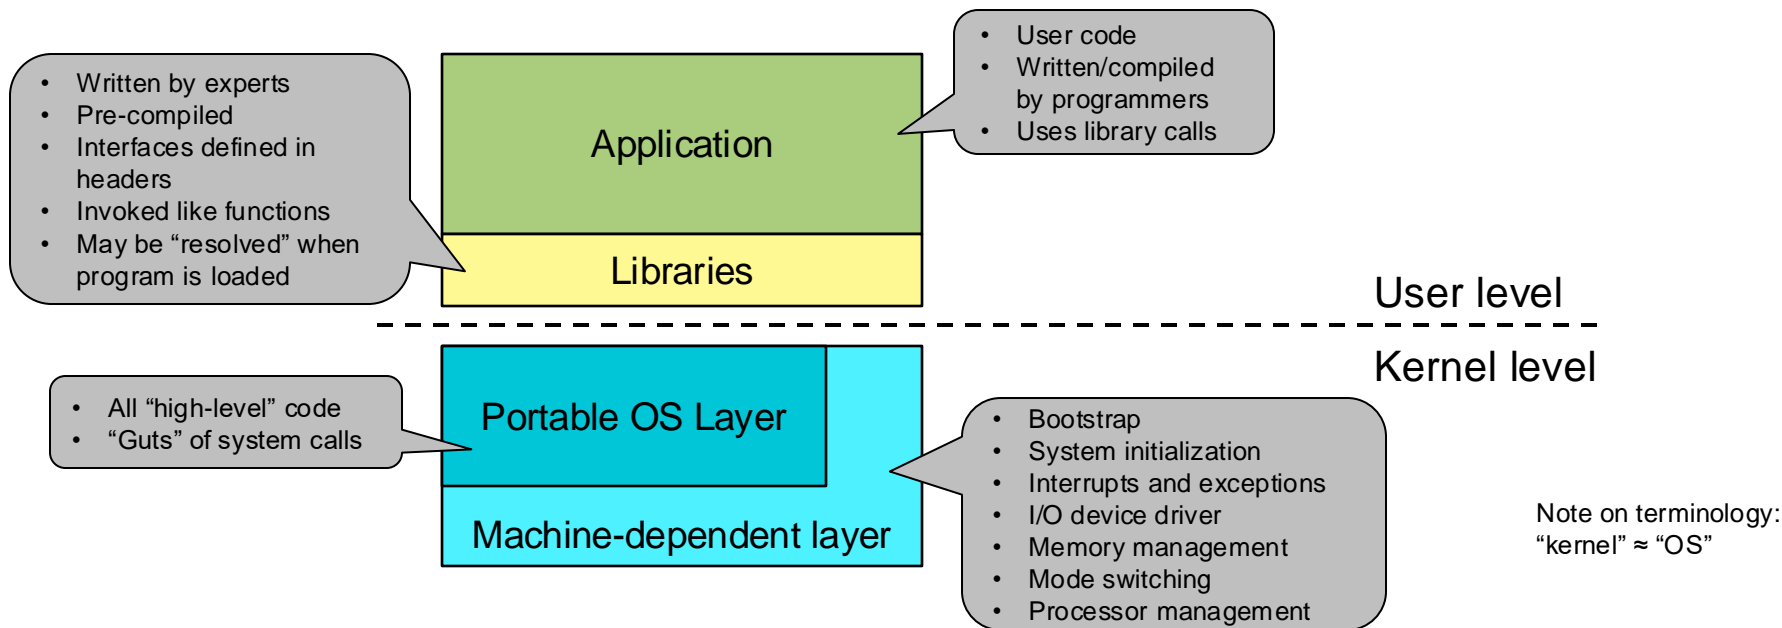 • Written by experts
• Pre-compiled
• Interfaces defined in
headers
• Invoked like functions
• May be “resolved” when
program is loaded
Application
• User code
• Written/compiled
by programmers
• Uses library calls
Libraries
User level
Kernel level
• All “high-level” code
• “Guts” of system calls
Portable OS Layer
Machine-dependent layer
• Bootstrap
• System initialization
• Interrupts and exceptions
• I/O device driver
• Memory management
• Mode switching
• Processor management
Note on terminology:
“kernel” ≈ “OS”